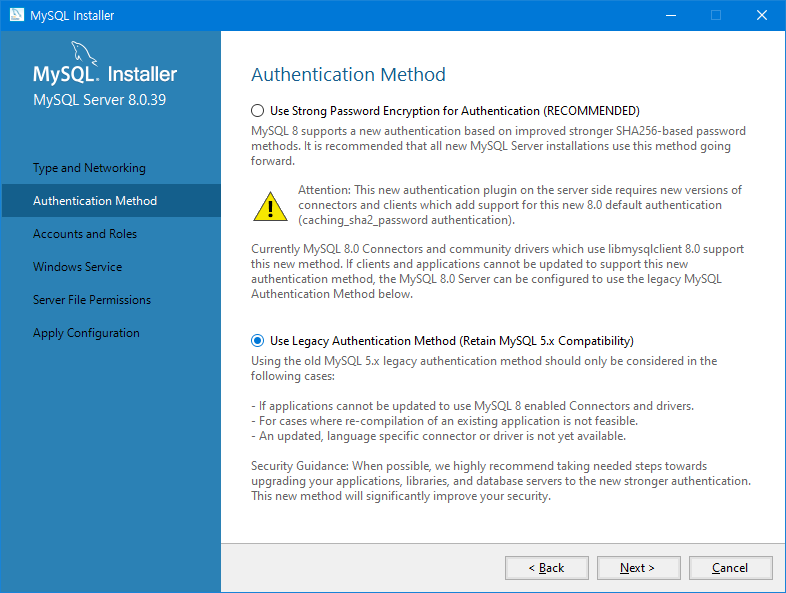 MySQL Installer
MySQL. Installer
MySQL Server 8.0.39
Type and Networking
Authentication Method
Accounts and Roles
Windows Service
Server File Permissions
Apply Configuration
Authentication Method
Use Strong Password Encryption for Authentication (RECOMMENDED)
MySQL 8 supports a new authentication based on improved stronger SHA256-based password
methods. It is recommended that all new MySQL Server installations use this method going
forward.
Attention: This new authentication plugin on the server side requires new versions of
connectors and clients which add support for this new 8.0 default authentication
(caching_sha2_password authentication).
Currently MySQL 8.0 Connectors and community drivers which use libmysqlclient 8.0 support
this new method. If clients and applications cannot be updated to support this new
authentication method, the MySQL 8.0 Server can be configured to use the legacy MySQL
Authentication Method below.
Use Legacy Authentication Method (Retain MySQL 5.x Compatibility)
Using the old MySQL 5.x legacy authentication method should only be considered in the
following cases:
- If applications cannot be updated to use MySQL 8 enabled Connectors and drivers.
- For cases where re-compilation of an existing application is not feasible.
- An updated, language specific connector or driver is not yet available.
Security Guidance: When possible, we highly recommend taking needed steps towards
upgrading your applications, libraries, and database servers to the new stronger authentication.
This new method will significantly improve your security.
< Back
Next >
Cancel